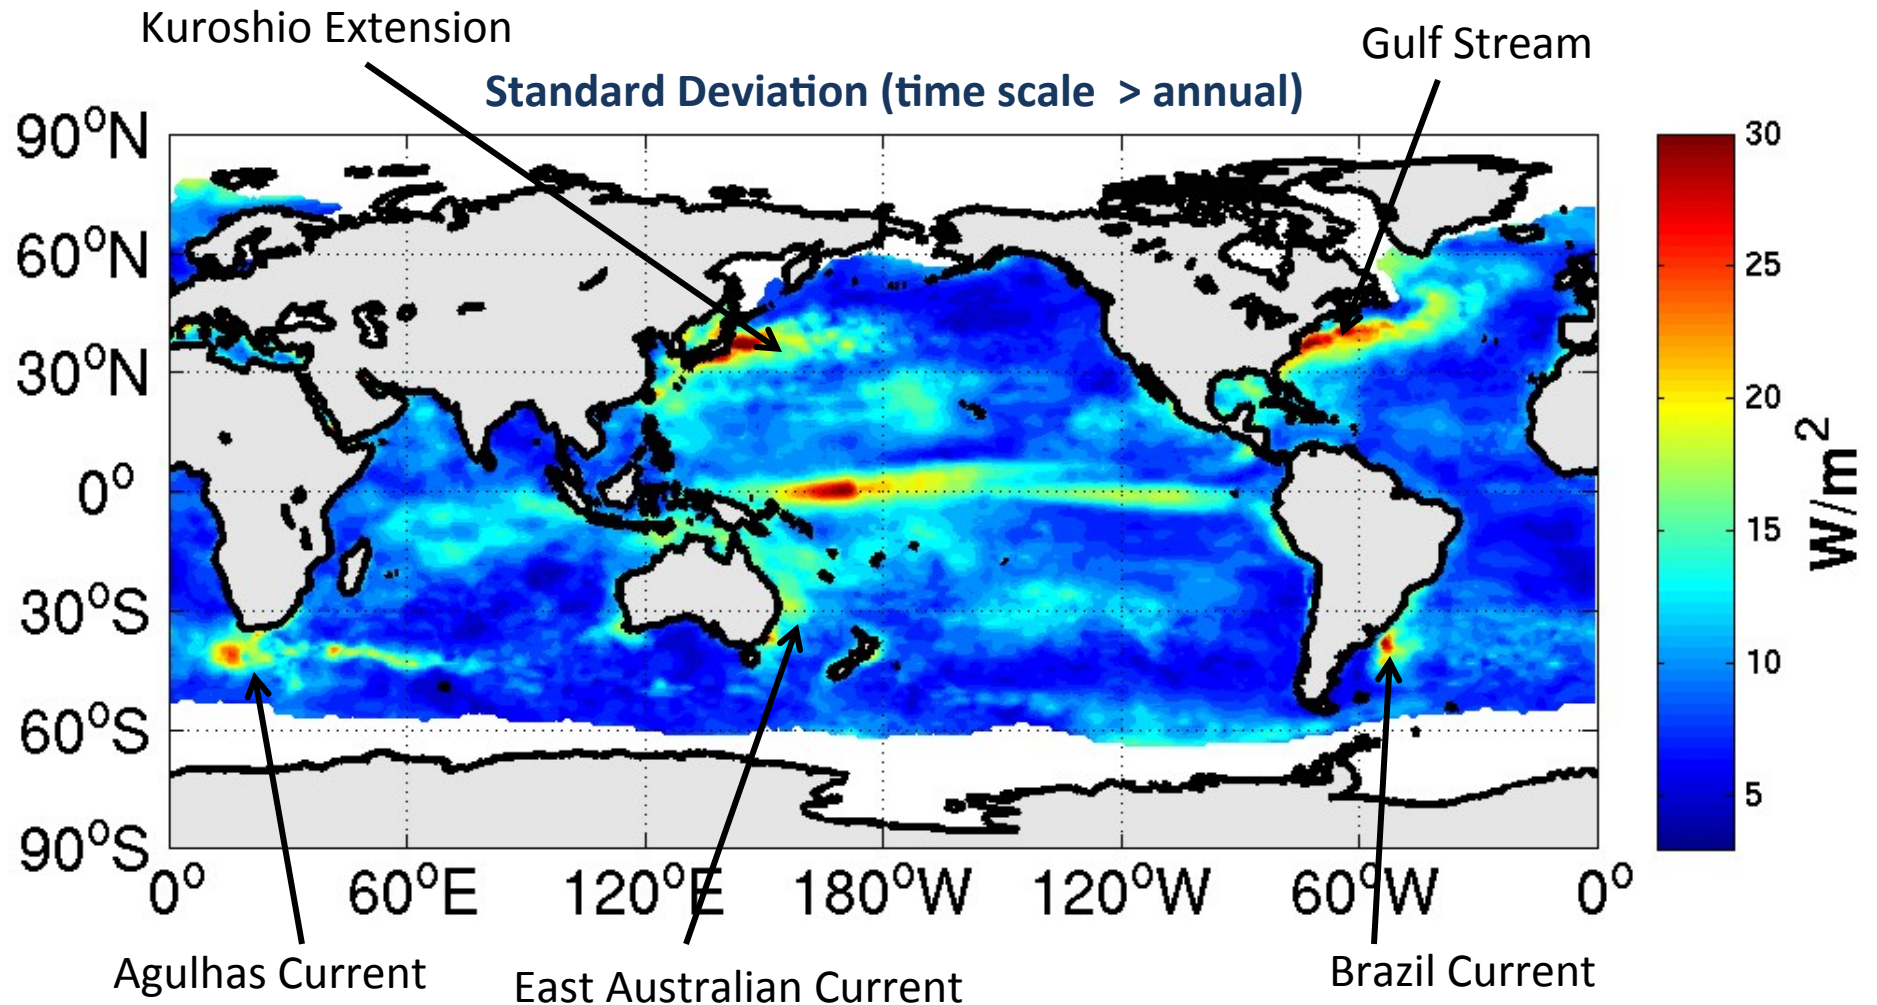 Kuroshio Extension
Gulf Stream
Standard Deviation (time scale > annual)
90°N
60°N
30°N
0°
30°S
60°S
90°S
0°
60°E
120°E
180°W
120°W
60°W
0°
30
25
20
15
10
5
W/m²
Agulhas Current
East Australian Current
Brazil Current